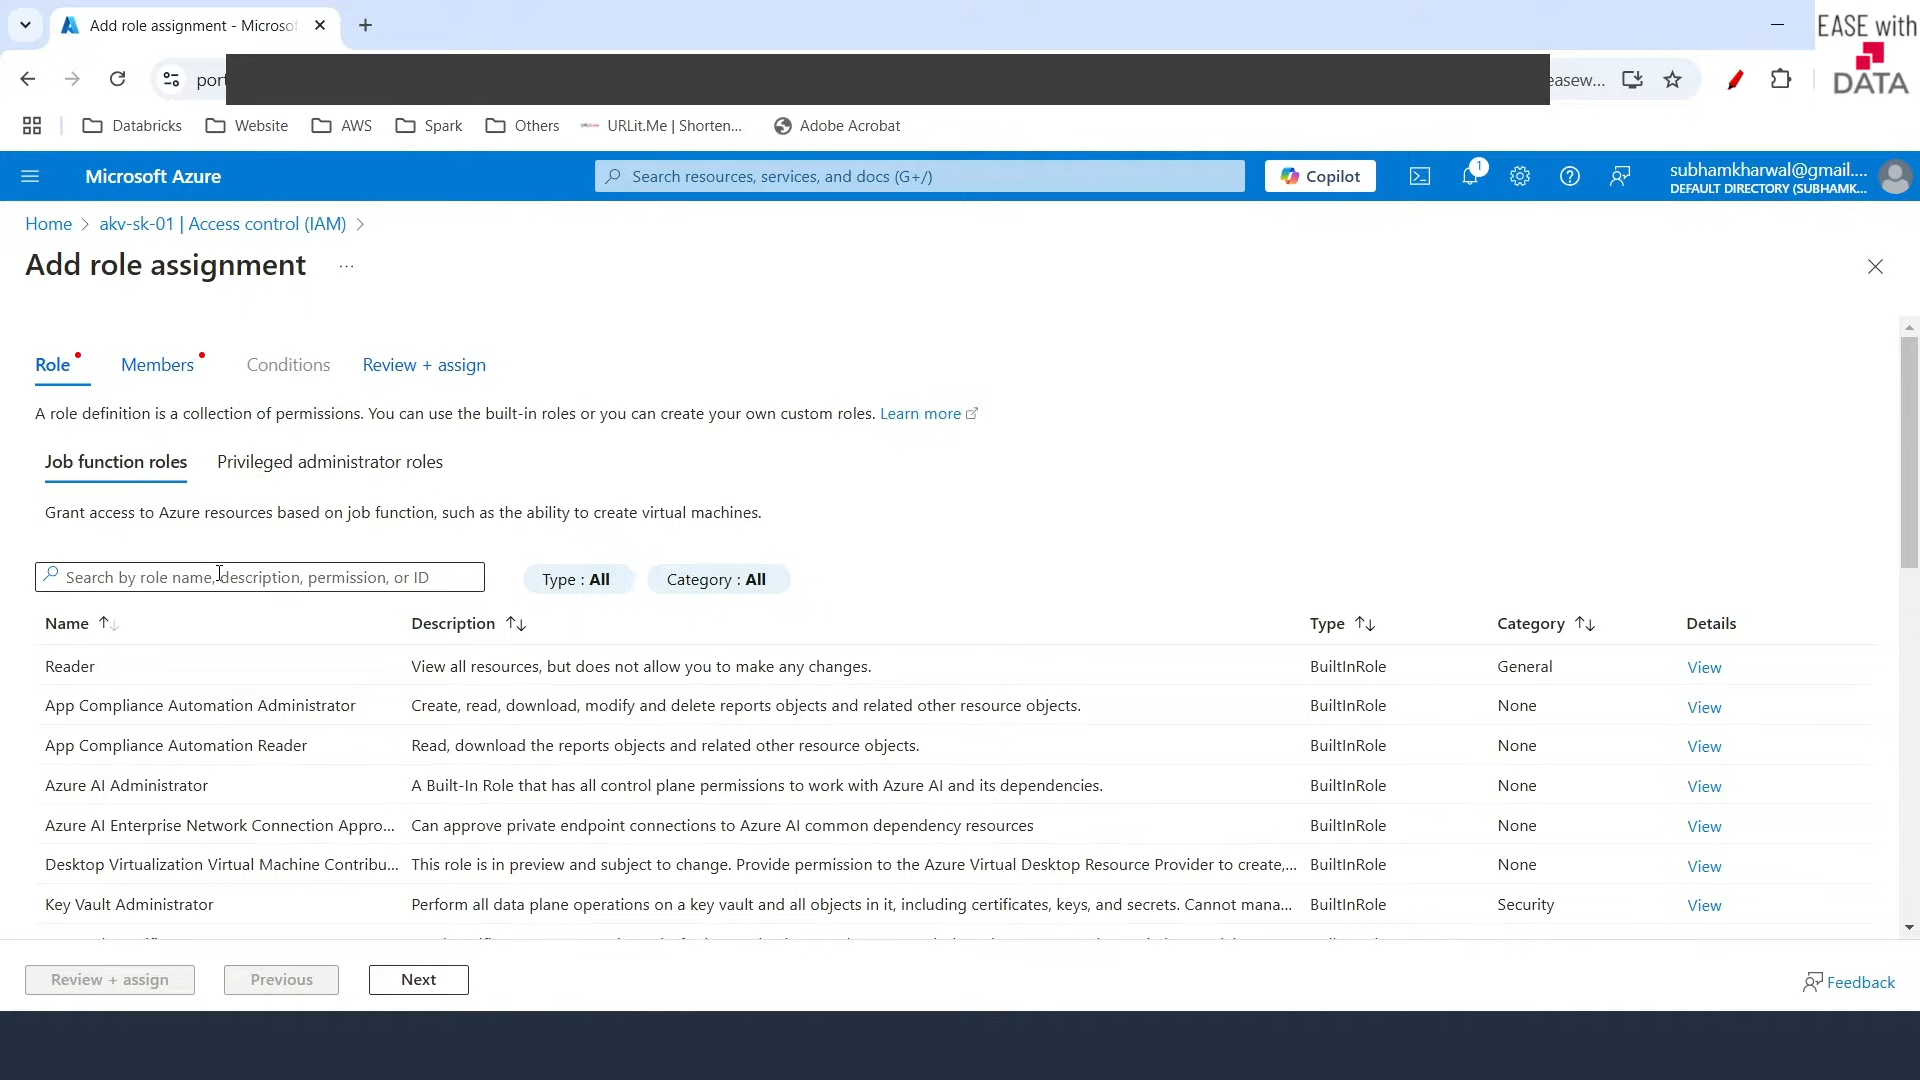 Add role assignment - Microso
EASE with
DATA
port
easew...
Databricks
Website
AWS
Spark
Others
URLit.Me | Shorten...
Adobe Acrobat
Microsoft Azure
Search resources, services, and docs (G+/)
Copilot
1
subhamkharwal@gmail....
DEFAULT DIRECTORY (SUBHAMK...
Home > akv-sk-01 | Access control (IAM) >
Add role assignment ...
Role
Members
Conditions
Review + assign
A role definition is a collection of permissions. You can use the built-in roles or you can create your own custom roles. Learn more
Job function roles
Privileged administrator roles
Grant access to Azure resources based on job function, such as the ability to create virtual machines.
Search by role name, description, permission, or ID
Type : All
Category : All
Name
Description
Type
Category
Details
Reader
View all resources, but does not allow you to make any changes.
BuiltInRole
General
View
App Compliance Automation Administrator
Create, read, download, modify and delete reports objects and related other resource objects.
BuiltInRole
None
View
App Compliance Automation Reader
Read, download the reports objects and related other resource objects.
BuiltInRole
None
View
Azure AI Administrator
A Built-In Role that has all control plane permissions to work with Azure AI and its dependencies.
BuiltInRole
None
View
Azure AI Enterprise Network Connection Appro...
Can approve private endpoint connections to Azure AI common dependency resources
BuiltInRole
None
View
Desktop Virtualization Virtual Machine Contribu...
This role is in preview and subject to change. Provide permission to the Azure Virtual Desktop Resource Provider to create,...
BuiltInRole
None
View
Key Vault Administrator
Perform all data plane operations on a key vault and all objects in it, including certificates, keys, and secrets. Cannot mana...
BuiltInRole
Security
View
Review + assign
Previous
Next
Feedback